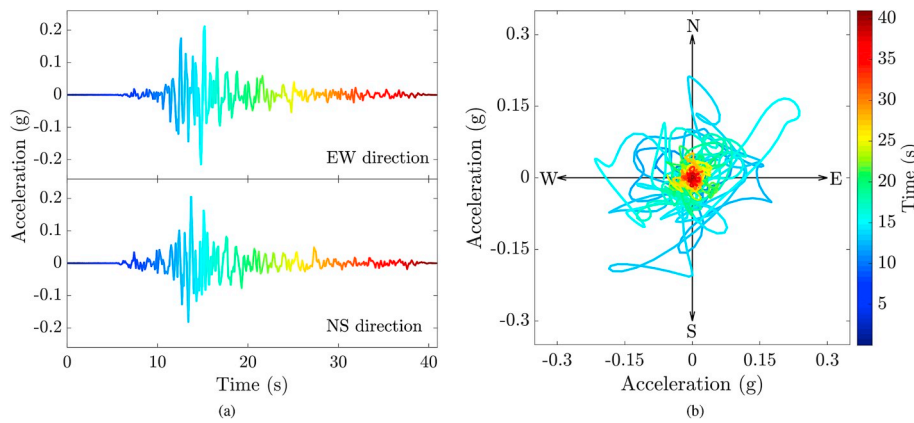 0.2
0.1
0
-0.1
-0.2
EW direction
0.2
0.1
0
-0.1
-0.2
NS direction
Acceleration (g)
0
10
20
30
40
Time (s)
(a)
0.3
0.15
0
-0.15
-0.3
Acceleration (g)
N
W
E
S
-0.3
-0.15
0
0.15
0.3
Acceleration (g)
(b)
40
35
30
25
20
15
10
5
Time (s)